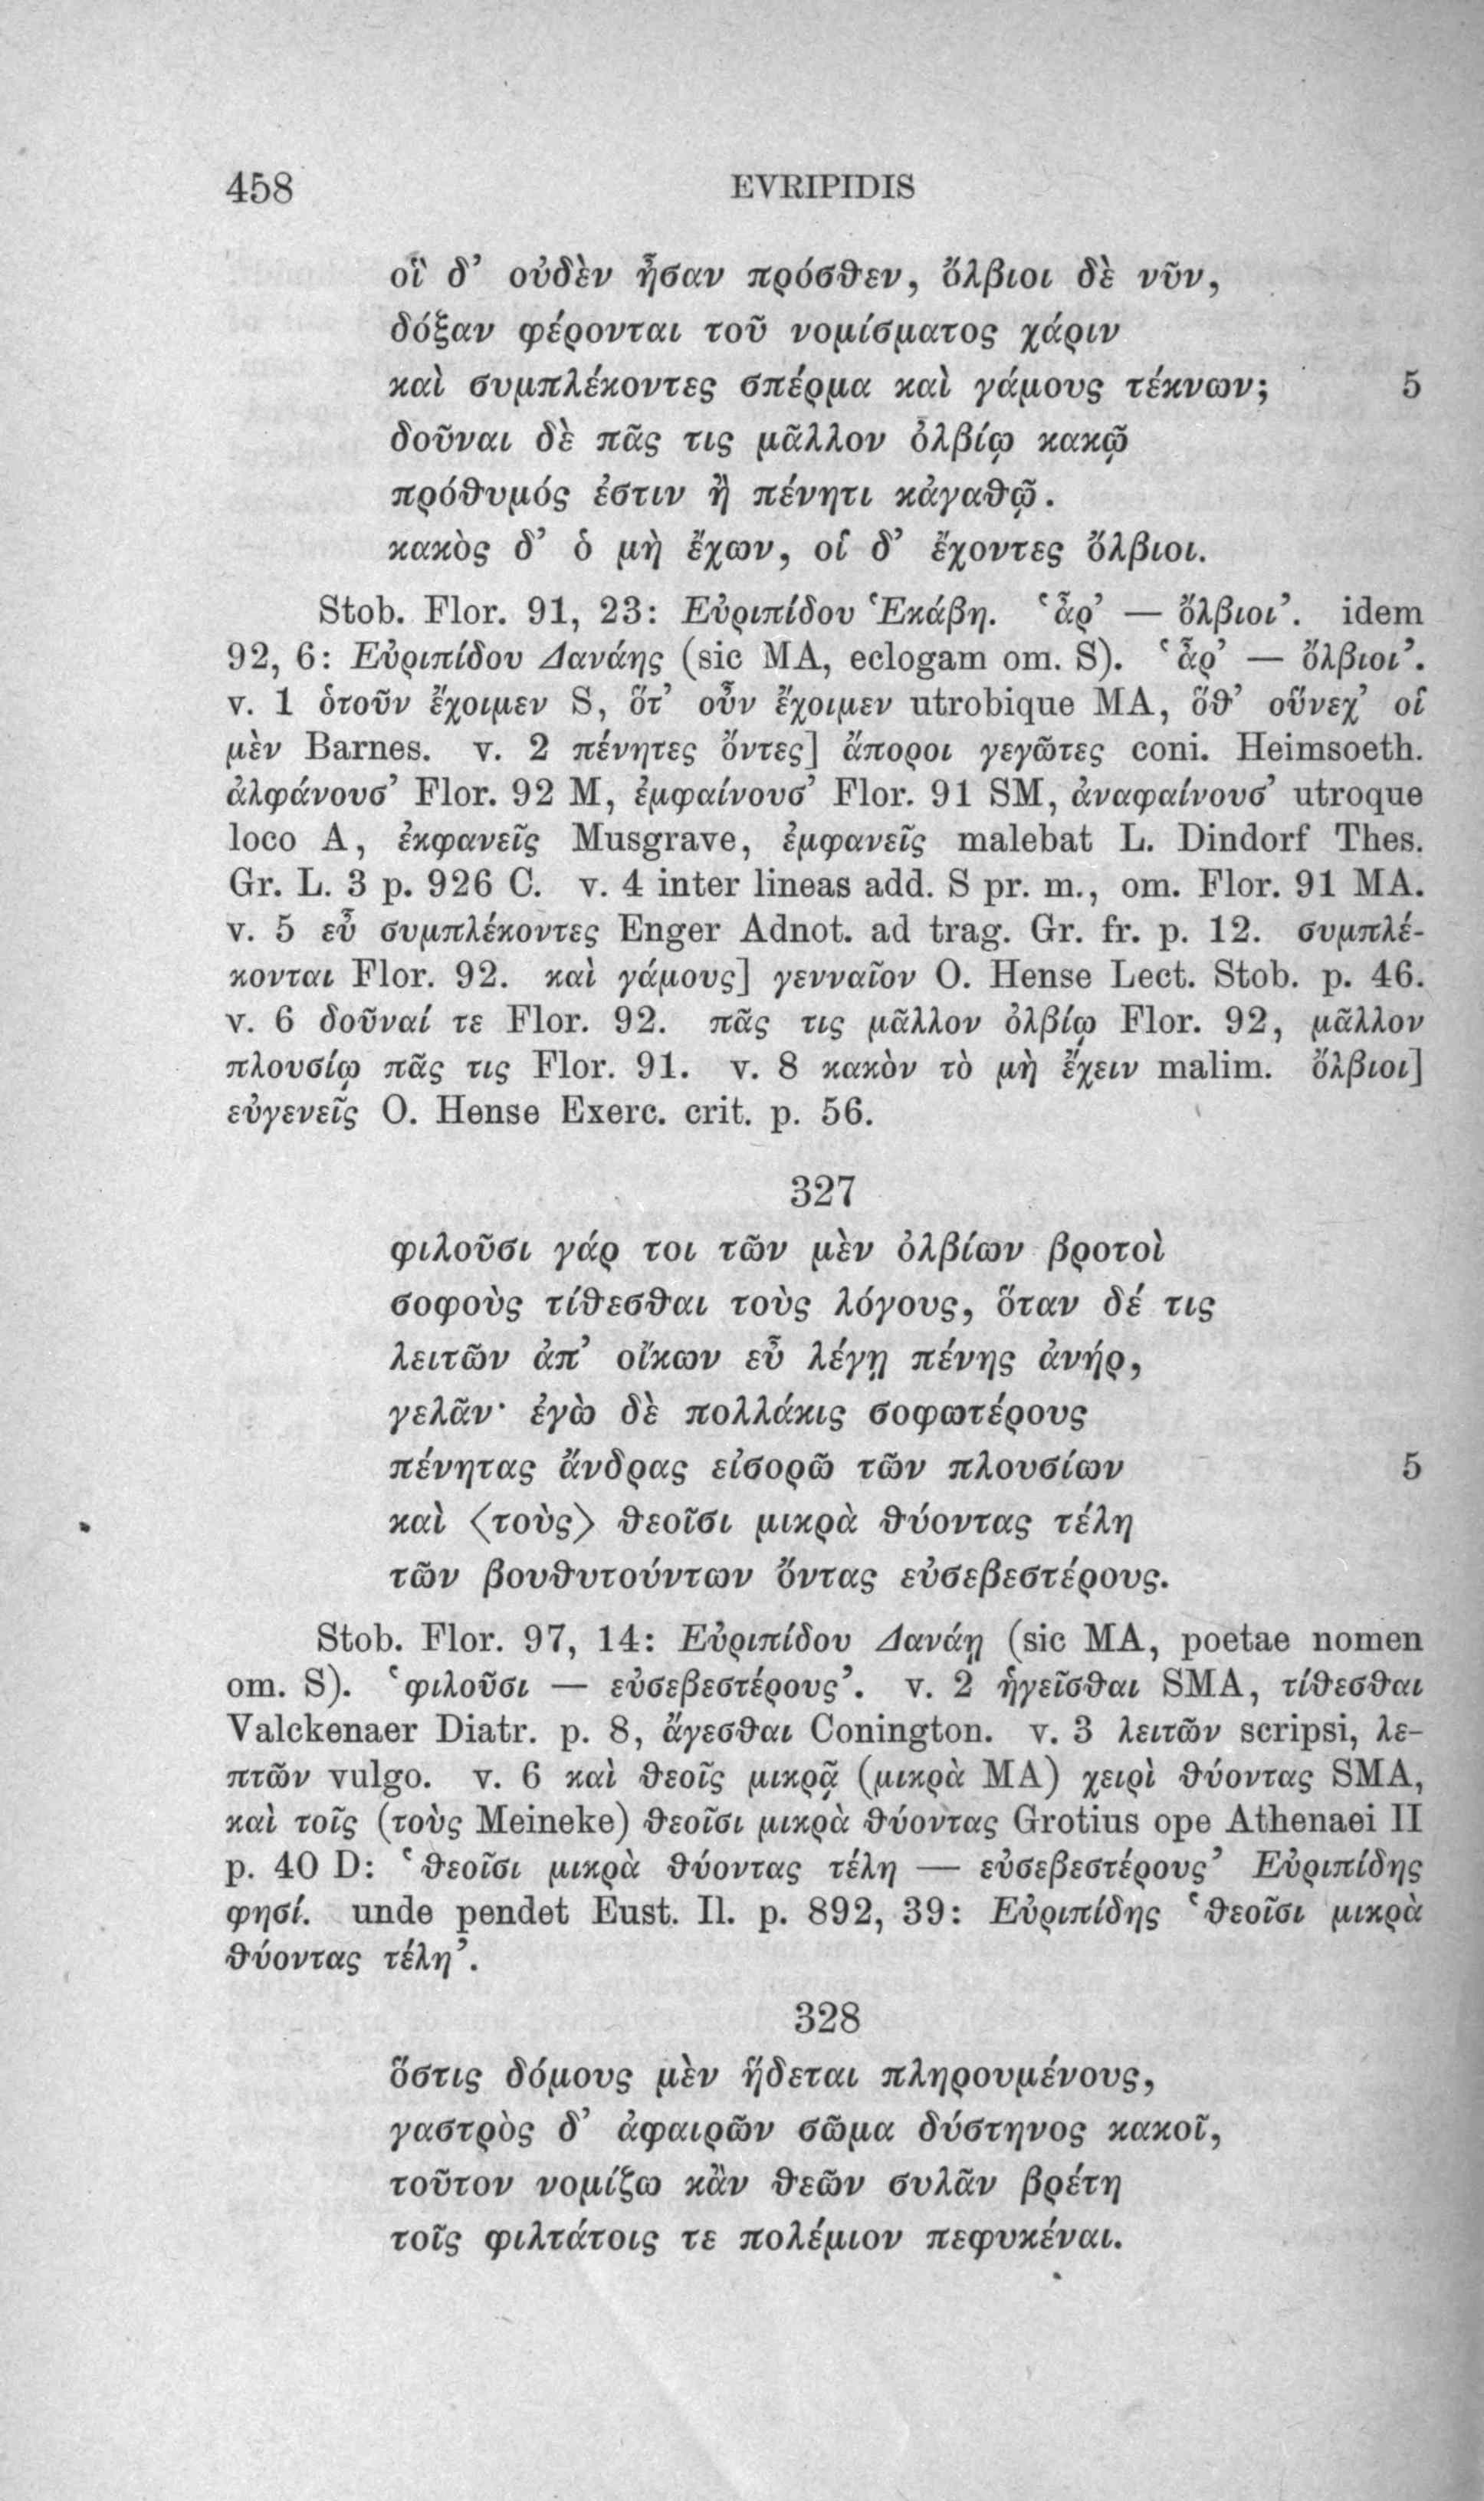 458 EVRIPIDIS
οἳ δ’ οὐδὲν ἦσαν πρόσθεν, ὄλβιοι δὲ νῦν,
δόξαν φέρονται τοῦ νομίσματος χάριν
καὶ συμπλέκοντες σπέρμα καὶ γάμους τέκνων; 5
δοῦναι δὲ πᾶς τις μᾶλλον ὀλβίῳ κακῷ
πρόθυμός ἐστιν ἢ πένητι κἀγαθῷ.
κακὸς δ’ ὁ μὴ ἔχων, οἱ δ’ ἔχοντες ὄλβιοι.
Stob. Flor. 91, 23: Εὐριπίδου Ἑκάβη. ‘ἆρ’ — ὄλβιοι’. idem
92, 6: Εὐριπίδου Δανάης (sic MA, eclogam om. S). ‘ἆρ’ — ὄλβιοι’.
v. 1 ὁτοῦν ἔχοιμεν S, ὅτ’ οὖν ἔχοιμεν utrobique MA, ὅθ’ οὕνεχ’ οἱ
μὲν Barnes. v. 2 πένητες ὄντες] ἄποροι γεγῶτες coni. Heimsoeth.
ἀλφάνουσ’ Flor. 92 M, ἐμφαίνουσ’ Flor. 91 SM, ἀναφαίνουσ’ utroque
loco A, ἐκφανεῖς Musgrave, ἐμφανεῖς malebat L. Dindorf Thes.
Gr. L. 3 p. 926 C. v. 4 inter lineas add. S pr. m., om. Flor. 91 MA.
v. 5 εὖ συμπλέκοντες Enger Adnot. ad trag. Gr. fr. p. 12. συμπλέ-
κονται Flor. 92. καὶ γάμους] γενναῖον O. Hense Lect. Stob. p. 46.
v. 6 δοῦναί τε Flor. 92. πᾶς τις μᾶλλον ὀλβίῳ Flor. 92, μᾶλλον
πλουσίῳ πᾶς τις Flor. 91. v. 8 κακὸν τὸ μὴ ἔχειν malim. ὄλβιοι]
εὐγενεῖς O. Hense Exerc. crit. p. 56.
327
φιλοῦσι γάρ τοι τῶν μὲν ὀλβίων βροτοὶ
σοφοὺς τίθεσθαι τοὺς λόγους, ὅταν δέ τις
λειτῶν ἀπ’ οἴκων εὖ λέγῃ πένης ἀνήρ,
γελᾶν· ἐγὼ δὲ πολλάκις σοφωτέρους
πένητας ἄνδρας εἰσορῶ τῶν πλουσίων 5
καὶ ⟨τοὺς⟩ θεοῖσι μικρὰ θύοντας τέλη
τῶν βουθυτούντων ὄντας εὐσεβεστέρους.
Stob. Flor. 97, 14: Εὐριπίδου Δανάῃ (sic MA, poetae nomen
om. S). ‘φιλοῦσι — εὐσεβεστέρους’. v. 2 ἡγεῖσθαι SMA, τίθεσθαι
Valckenaer Diatr. p. 8, ἄγεσθαι Conington. v. 3 λειτῶν scripsi, λε-
πτῶν vulgo. v. 6 καὶ θεοῖς μικρᾷ (μικρὰ MA) χειρὶ θύοντας SMA,
καὶ τοῖς (τοὺς Meineke) θεοῖσι μικρὰ θύοντας Grotius ope Athenaei II
p. 40 D: ‘θεοῖσι μικρὰ θύοντας τέλη — εὐσεβεστέρους’ Εὐριπίδης
φησί. unde pendet Eust. Il. p. 892, 39: Εὐριπίδης ‘θεοῖσι μικρὰ
θύοντας τέλη’.
328
ὅστις δόμους μὲν ἥδεται πληρουμένους,
γαστρὸς δ’ ἀφαιρῶν σῶμα δύστηνος κακοῖ,
τοῦτον νομίζω κἂν θεῶν συλᾶν βρέτη
τοῖς φιλτάτοις τε πολέμιον πεφυκέναι.